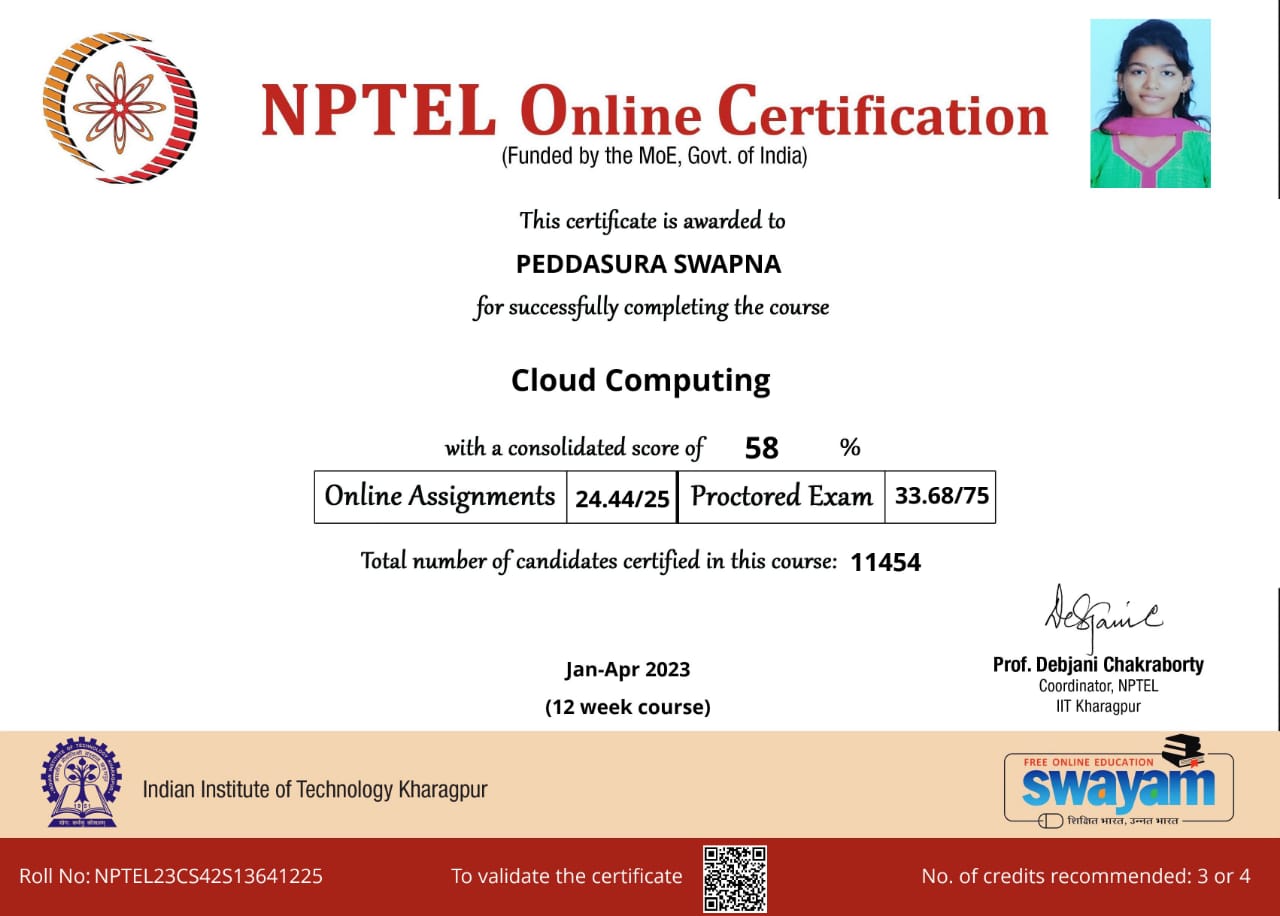 NPTEL Online Certification
(Funded by the MoE, Govt. of India)
This certificate is awarded to
PEDDASURA SWAPNA
for successfully completing the course
Cloud Computing
with a consolidated score of 58 %
Online Assignments 24.44/25 Proctored Exam 33.68/75
Total number of candidates certified in this course: 11454
Jan-Apr 2023
(12 week course)
Prof. Debjani Chakraborty
Coordinator, NPTEL
IIT Kharagpur
Indian Institute of Technology Kharagpur
FREE ONLINE EDUCATION
swayam
शिक्षित भारत, उन्नत भारत
Roll No: NPTEL23CS42S13641225
To validate the certificate
No. of credits recommended: 3 or 4